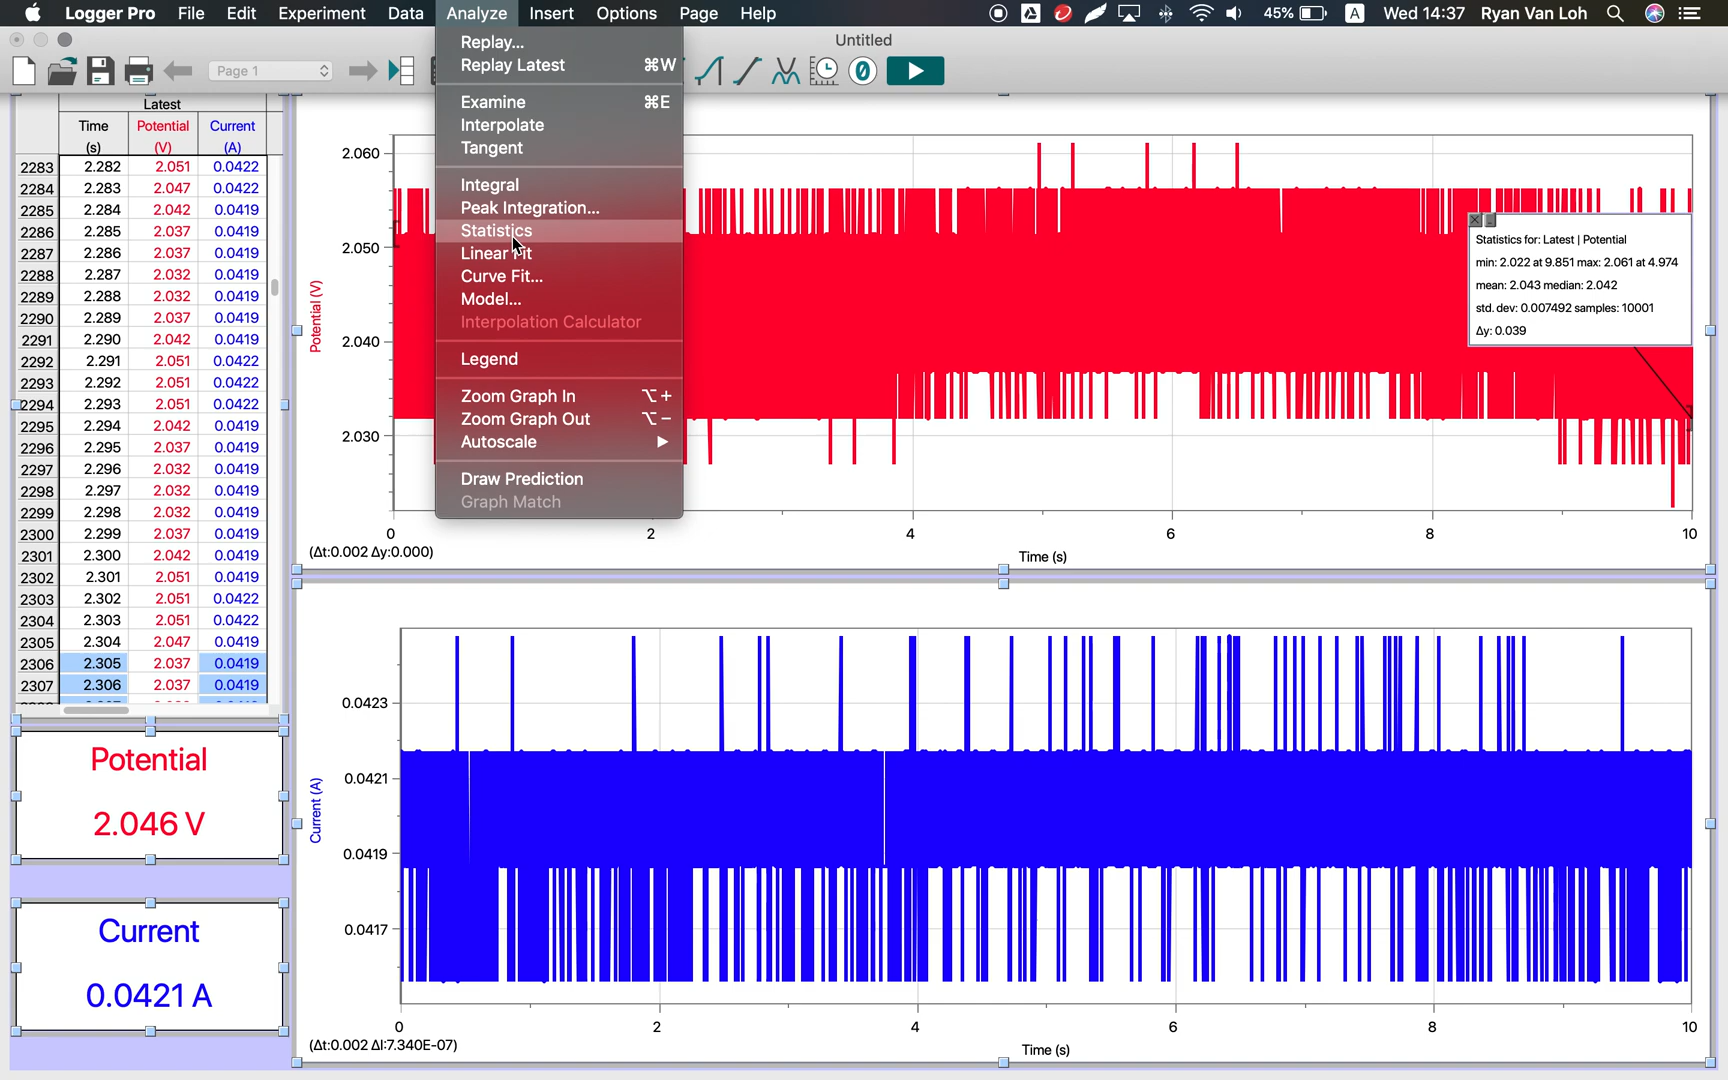 Logger Pro File Edit Experiment Data Analyze Insert Options Page Help 45% A Wed 14:37 Ryan Van Loh
Untitled
Page 1
Replay...
Replay Latest ⌘W
Examine ⌘E
Interpolate
Tangent
Integral
Peak Integration...
Statistics
Linear Fit
Curve Fit...
Model...
Interpolation Calculator
Legend
Zoom Graph In ⌥+
Zoom Graph Out ⌥−
Autoscale ▶
Draw Prediction
Graph Match
Latest
Time Potential Current
(s) (V) (A)
2283 2.282 2.051 0.0422
2284 2.283 2.047 0.0422
2285 2.284 2.042 0.0419
2286 2.285 2.037 0.0419
2287 2.286 2.037 0.0419
2288 2.287 2.032 0.0419
2289 2.288 2.032 0.0419
2290 2.289 2.037 0.0419
2291 2.290 2.042 0.0419
2292 2.291 2.051 0.0422
2293 2.292 2.051 0.0422
2294 2.293 2.051 0.0422
2295 2.294 2.042 0.0419
2296 2.295 2.037 0.0419
2297 2.296 2.032 0.0419
2298 2.297 2.032 0.0419
2299 2.298 2.032 0.0419
2300 2.299 2.037 0.0419
2301 2.300 2.042 0.0419
2302 2.301 2.051 0.0419
2303 2.302 2.051 0.0422
2304 2.303 2.051 0.0422
2305 2.304 2.047 0.0419
2306 2.305 2.037 0.0419
2307 2.306 2.037 0.0419
Potential
2.046 V
Current
0.0421 A
Potential (V)
2.060
2.050
2.040
2.030
0 2 4 6 8 10
(Δt:0.002 Δy:0.000)
Time (s)
Statistics for: Latest | Potential
min: 2.022 at 9.851 max: 2.061 at 4.974
mean: 2.043 median: 2.042
std. dev: 0.007492 samples: 10001
Δy: 0.039
Current (A)
0.0423
0.0421
0.0419
0.0417
0 2 4 6 8 10
(Δt:0.002 ΔI:7.340E-07)
Time (s)